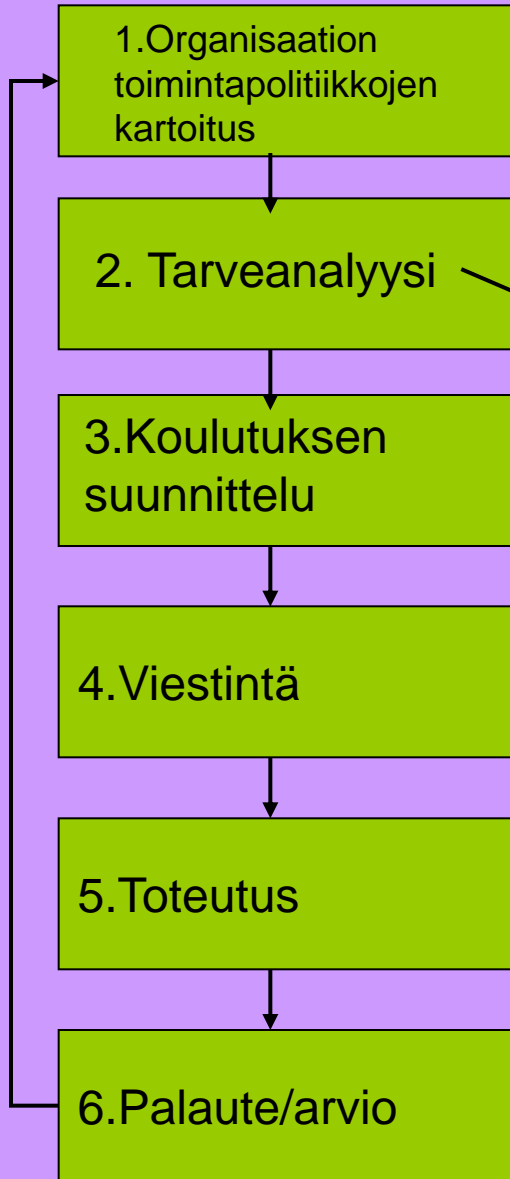 1.Organisaation
toimintapolitiikkojen
kartoitus
2. Tarveanalyysi
3.Koulutuksen
suunnittelu
4.Viestintä
5.Toteutus
6.Palaute/arvio